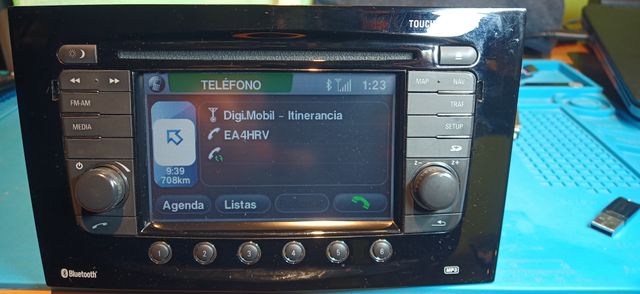 TOUCH
TELÉFONO
1:23
MAP
NAV
FM-AM
TRAF
MEDIA
SETUP
Digi.Mobil - Itinerancia
EA4HRV
z-
z+
9:39
708km
Agenda
Listas
1
2
3
4
5
6
Bluetooth
MP3